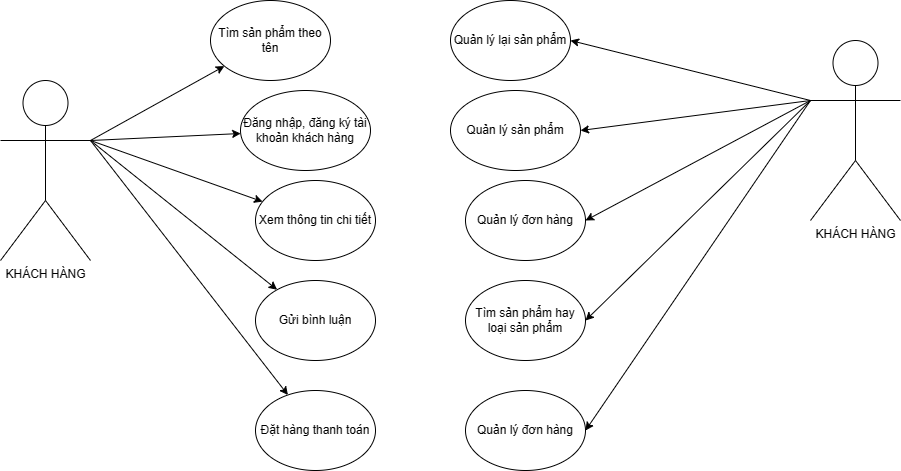 Tìm sản phẩm theo
tên
Đăng nhập, đăng ký tài
khoản khách hàng
Xem thông tin chi tiết
Gửi bình luận
Đặt hàng thanh toán
KHÁCH HÀNG
Quản lý lại sản phẩm
Quản lý sản phẩm
Quản lý đơn hàng
Tìm sản phẩm hay
loại sản phẩm
Quản lý đơn hàng
KHÁCH HÀNG